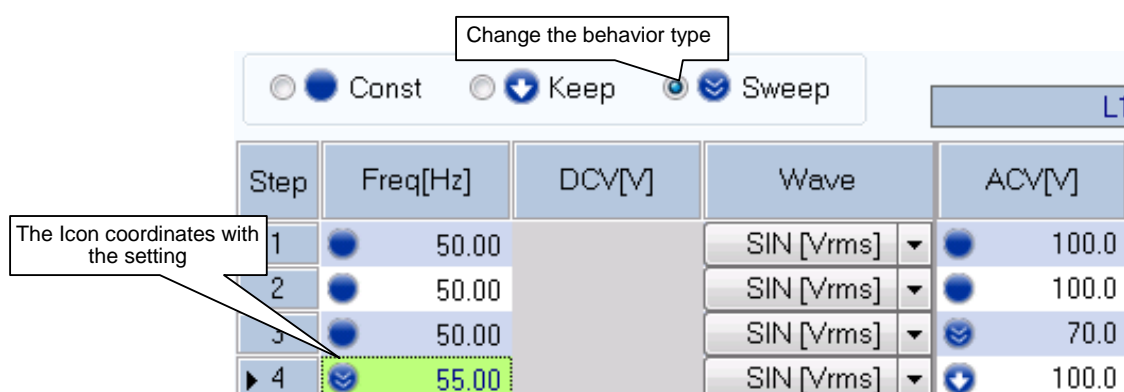 Change the behavior type
Const Keep Sweep
L1
Step Freq[Hz] DCV[V] Wave ACV[V]
The Icon coordinates with
the setting
1 50.00 SIN [Vrms] 100.0
2 50.00 SIN [Vrms] 100.0
3 50.00 SIN [Vrms] 70.0
4 55.00 SIN [Vrms] 100.0